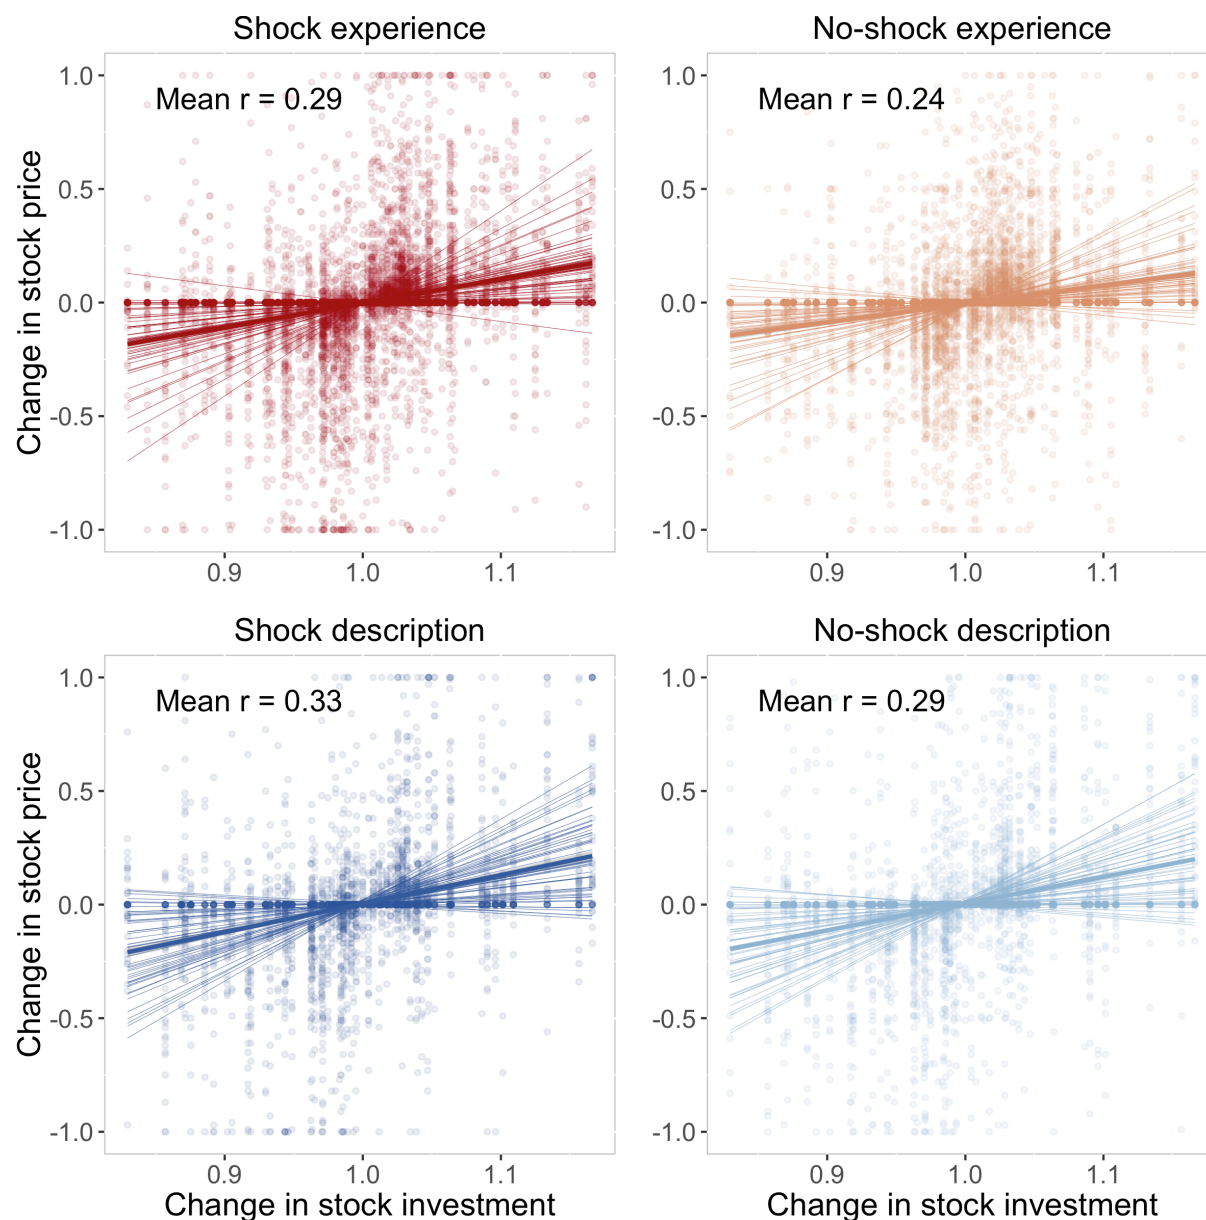 Shock experience
No-shock experience
Mean r = 0.29
Mean r = 0.24
Change in stock price
1.0
0.5
0.0
-0.5
-1.0
1.0
0.5
0.0
-0.5
-1.0
0.9 1.0 1.1
0.9 1.0 1.1
Shock description
No-shock description
Mean r = 0.33
Mean r = 0.29
Change in stock price
1.0
0.5
0.0
-0.5
-1.0
1.0
0.5
0.0
-0.5
-1.0
0.9 1.0 1.1
0.9 1.0 1.1
Change in stock investment
Change in stock investment